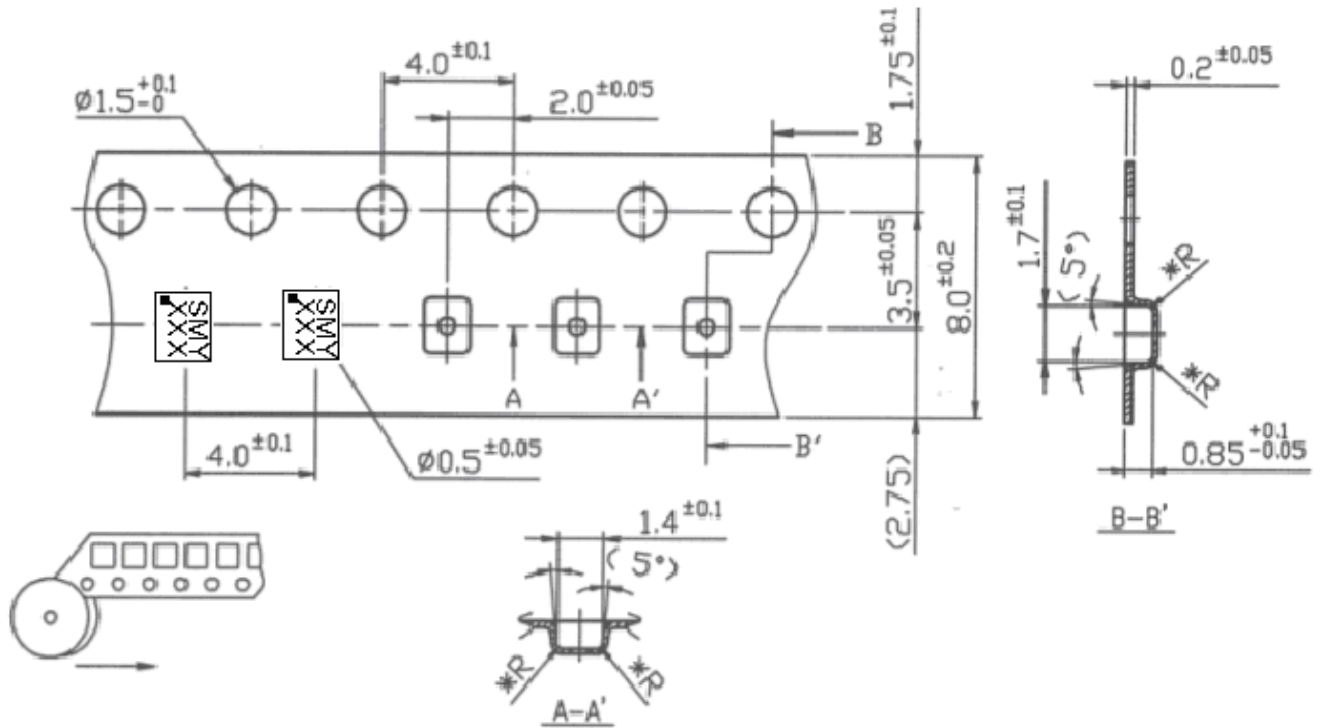 4.0±0.1
1.75±0.1
0.2±0.05
Ø1.5+0.1-0
2.0±0.05
B
1.7±0.1
(5°)
*R
3.5±0.05
8.0±0.2
SMY
XXX
SMY
XXX
A
A'
*R
B'
4.0±0.1
Ø0.5±0.05
0.85+0.1-0.05
(2.75)
B-B'
1.4±0.1
(5°)
*R
*R
A-A'